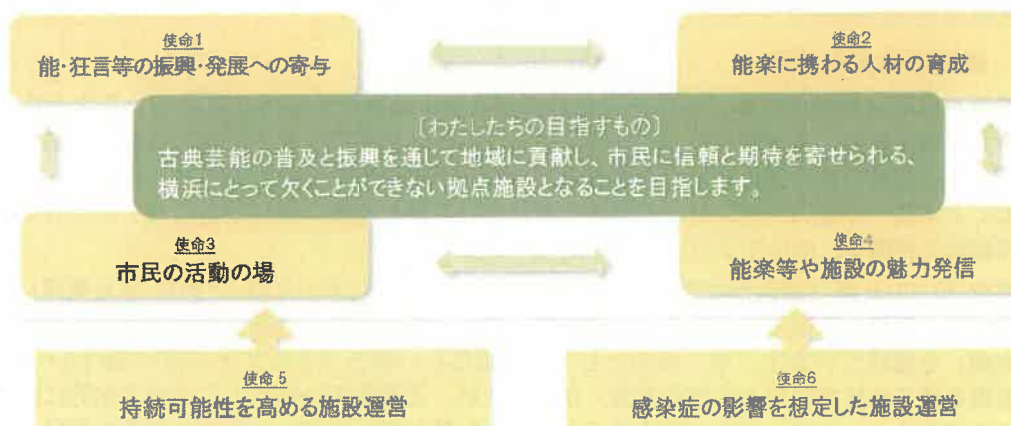 使命1
能・狂言等の振興・発展への寄与
使命2
能楽に携わる人材の育成
〔わたしたちの目指すもの〕
古典芸能の普及と振興を通じて地域に貢献し、市民に信頼と期待を寄せられる、
横浜にとって欠くことができない拠点施設となることを目指します。
使命3
市民の活動の場
使命4
能楽等や施設の魅力発信
使命5
持続可能性を高める施設運営
使命6
感染症の影響を想定した施設運営